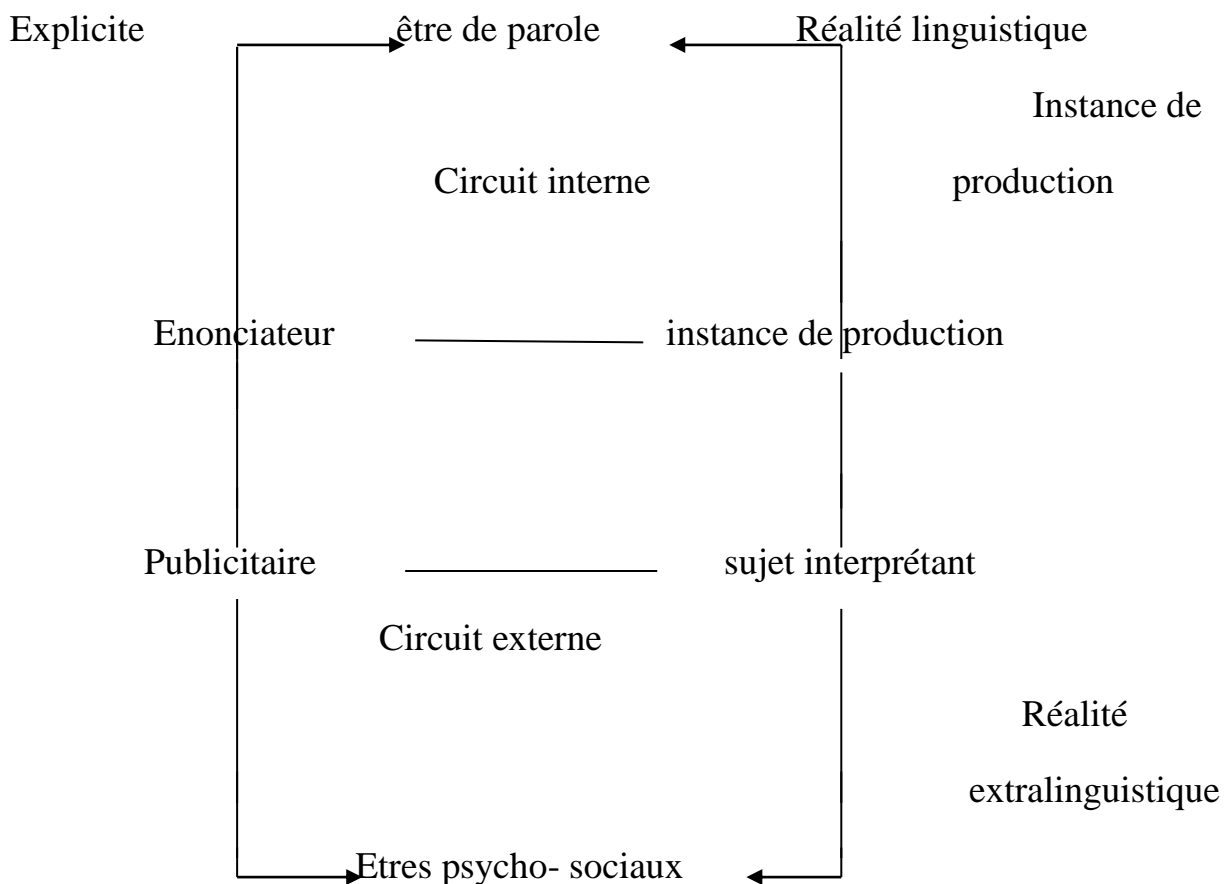 Explicite être de parole Réalité linguistique
Instance de
Circuit interne production
Enonciateur instance de production
Publicitaire sujet interprétant
Circuit externe
Réalité
extralinguistique
Etres psycho- sociaux